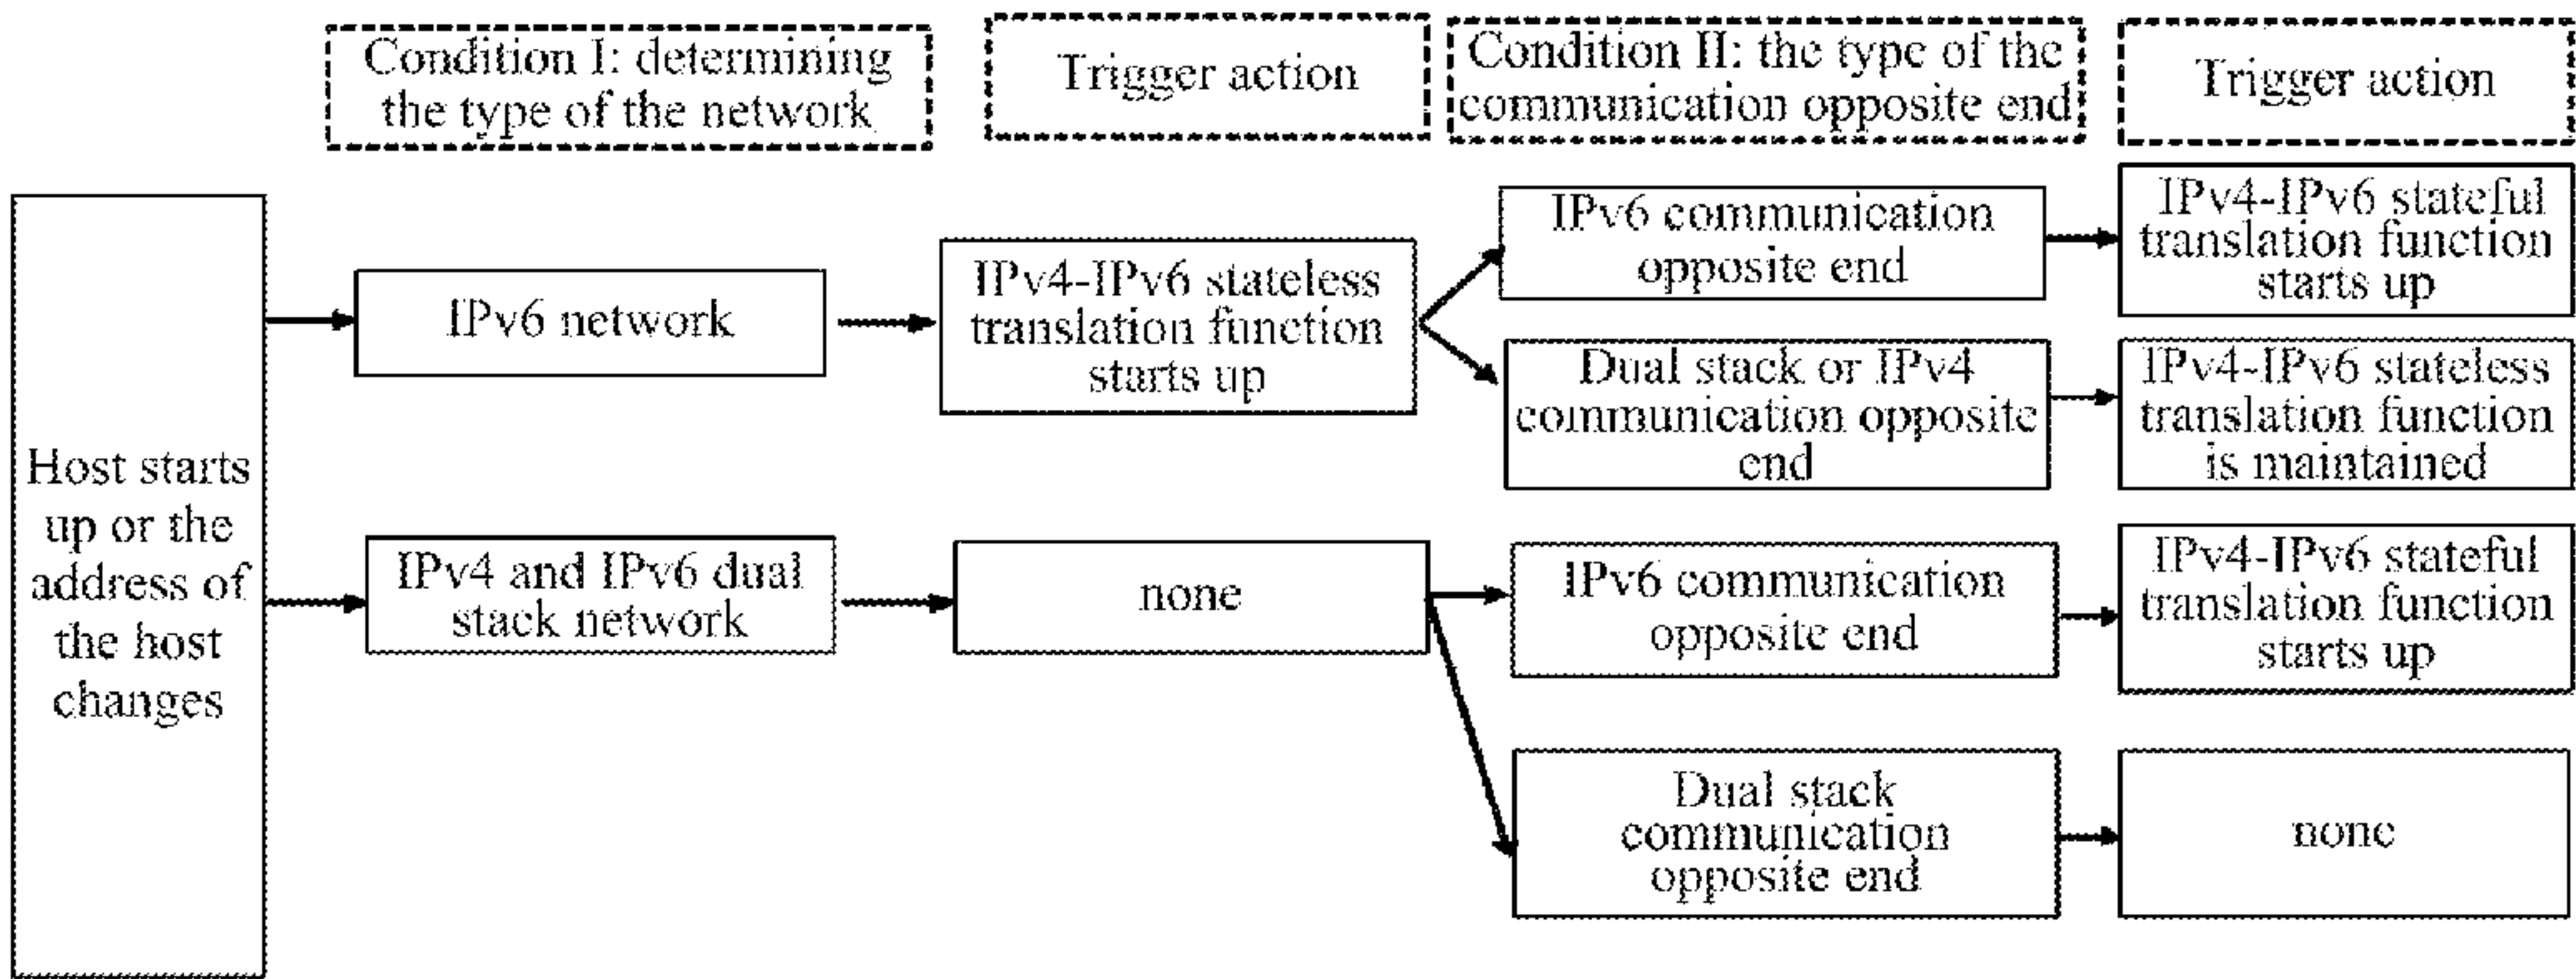 Condition I: determining
the type of the network
Trigger action
Condition II: the type of the
communication opposite end
Trigger action
Host starts
up or the
address of
the host
changes
IPv6 network
IPv4-IPv6 stateless
translation function
starts up
IPv6 communication
opposite end
IPv4-IPv6 stateful
translation function
starts up
Dual stack or IPv4
communication opposite
end
IPv4-IPv6 stateless
translation function
is maintained
IPv4 and IPv6 dual
stack network
none
IPv6 communication
opposite end
IPv4-IPv6 stateful
translation function
starts up
Dual stack
communication
opposite end
none